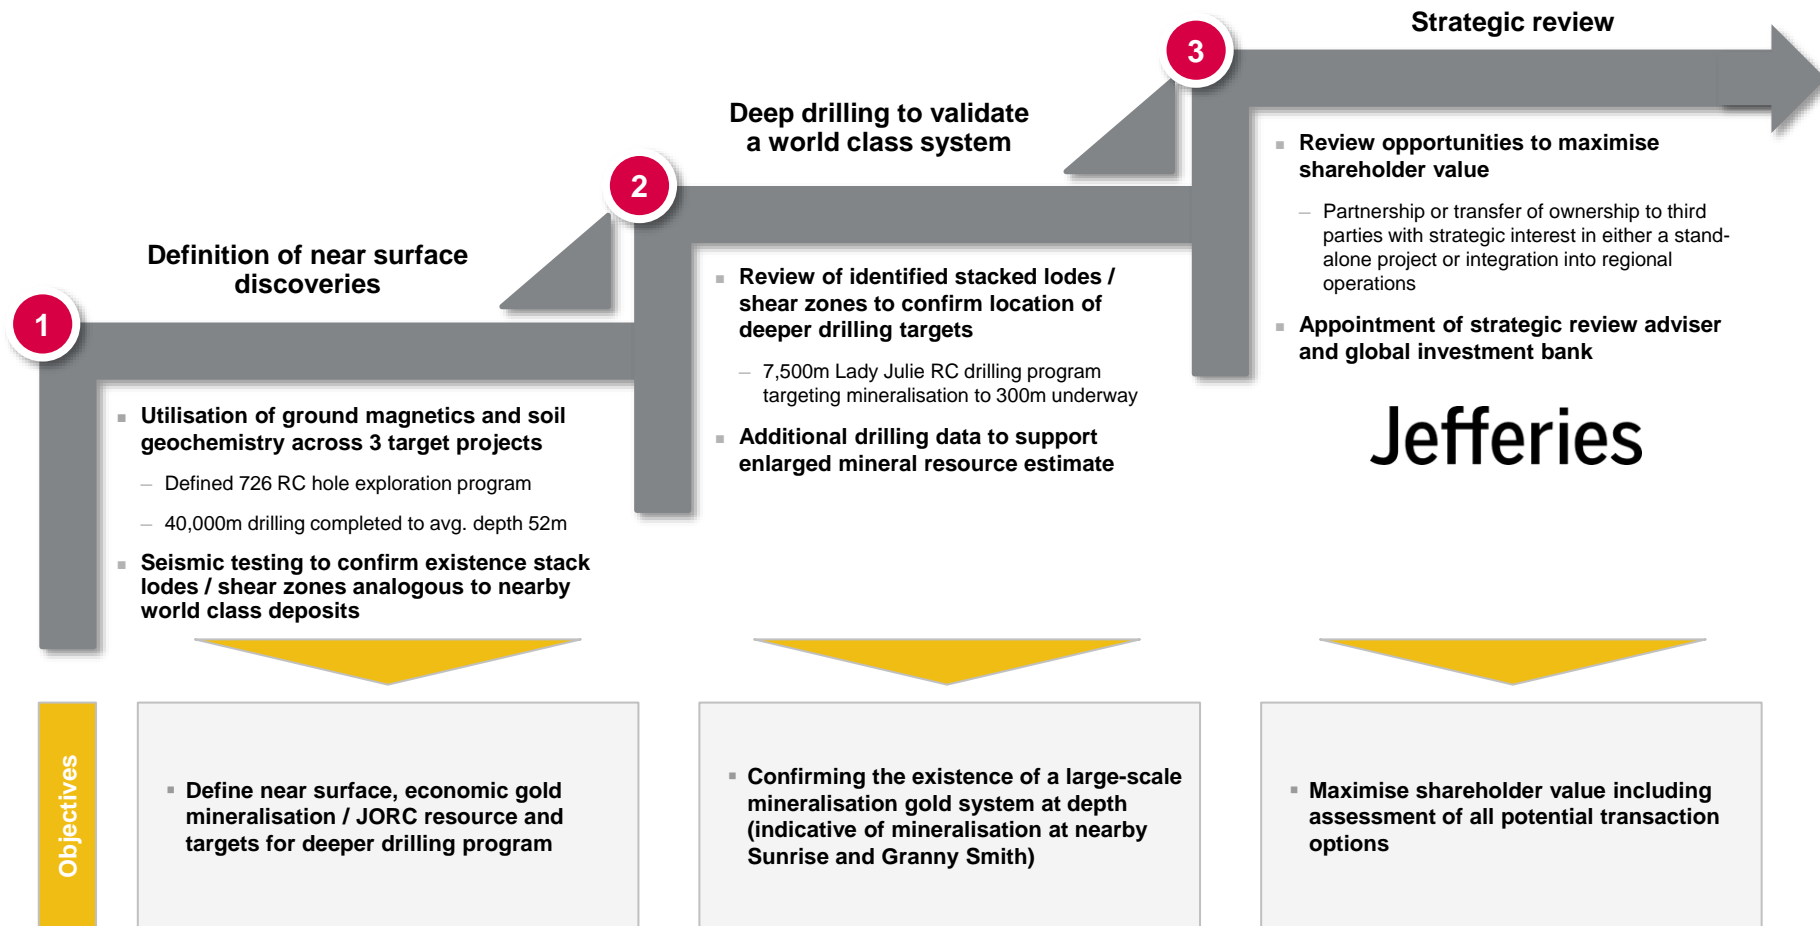 1
Definition of near surface
discoveries
Utilisation of ground magnetics and soil
geochemistry across 3 target projects
– Defined 726 RC hole exploration program
– 40,000m drilling completed to avg. depth 52m
Seismic testing to confirm existence stack
lodes / shear zones analogous to nearby
world class deposits
2
Deep drilling to validate
a world class system
Review of identified stacked lodes /
shear zones to confirm location of
deeper drilling targets
– 7,500m Lady Julie RC drilling program
targeting mineralisation to 300m underway
Additional drilling data to support
enlarged mineral resource estimate
3
Strategic review
Review opportunities to maximise
shareholder value
– Partnership or transfer of ownership to third
parties with strategic interest in either a stand-
alone project or integration into regional
operations
Appointment of strategic review adviser
and global investment bank
Jefferies
Objectives
Define near surface, economic gold
mineralisation / JORC resource and
targets for deeper drilling program
Confirming the existence of a large-scale
mineralisation gold system at depth
(indicative of mineralisation at nearby
Sunrise and Granny Smith)
Maximise shareholder value including
assessment of all potential transaction
options